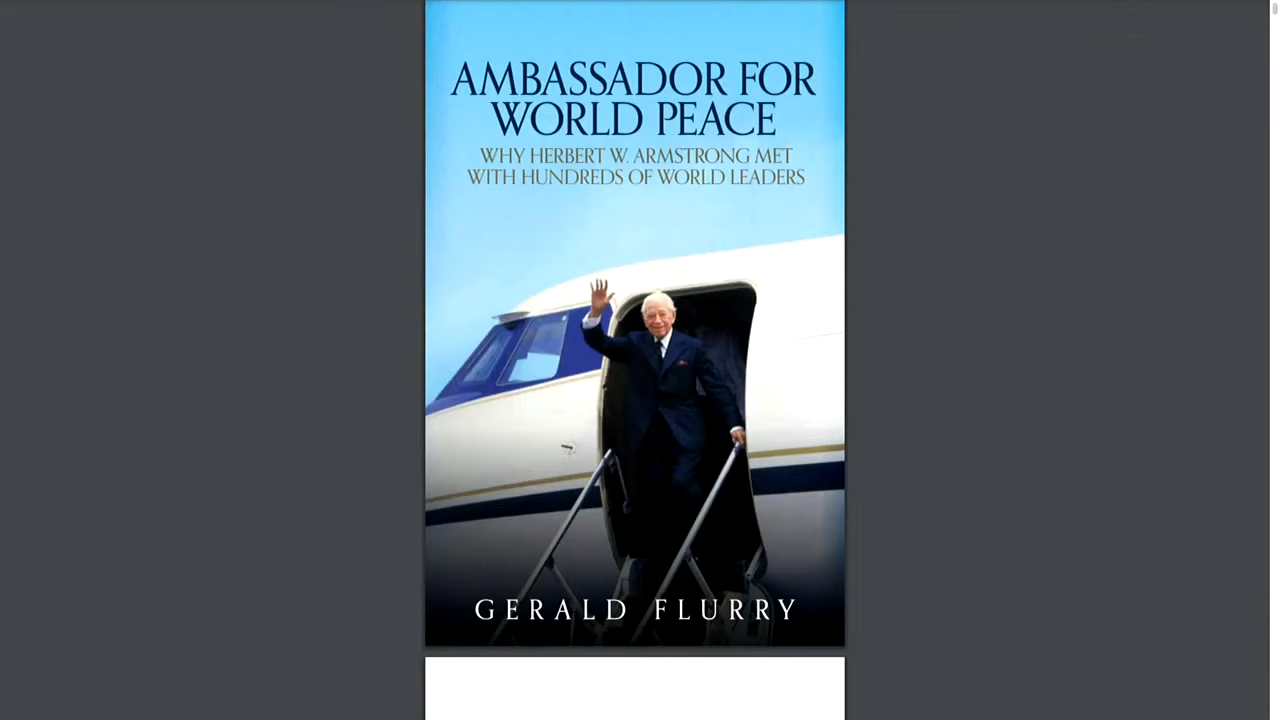 AMBASSADOR FOR
WORLD PEACE
WHY HERBERT W. ARMSTRONG MET
WITH HUNDREDS OF WORLD LEADERS
GERALD FLURRY